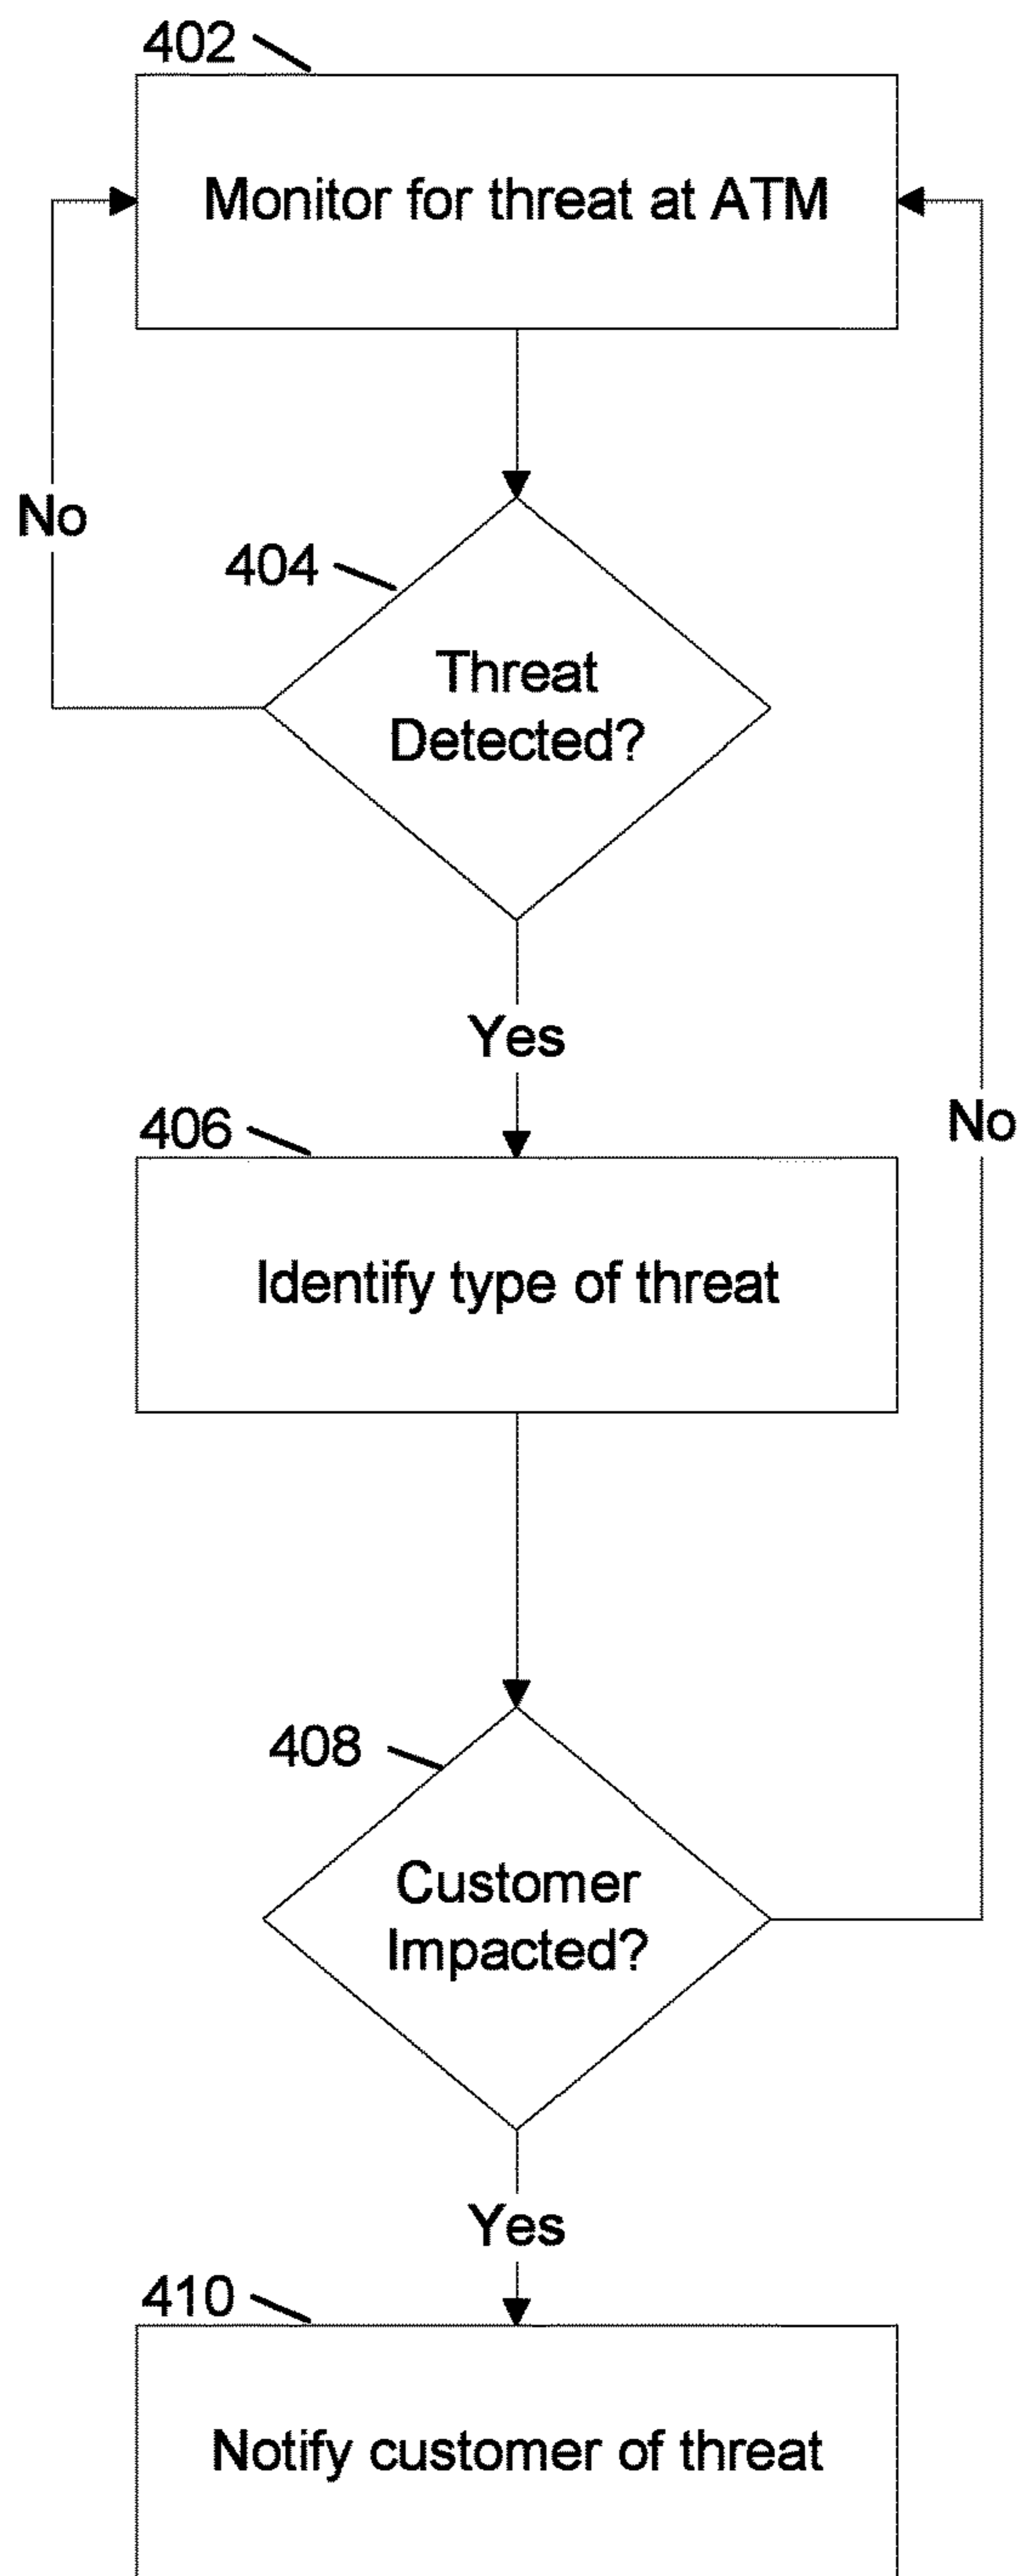 402
Monitor for threat at ATM
No
404
Threat
Detected?
Yes
406
No
Identify type of threat
408
Customer
Impacted?
Yes
410
Notify customer of threat